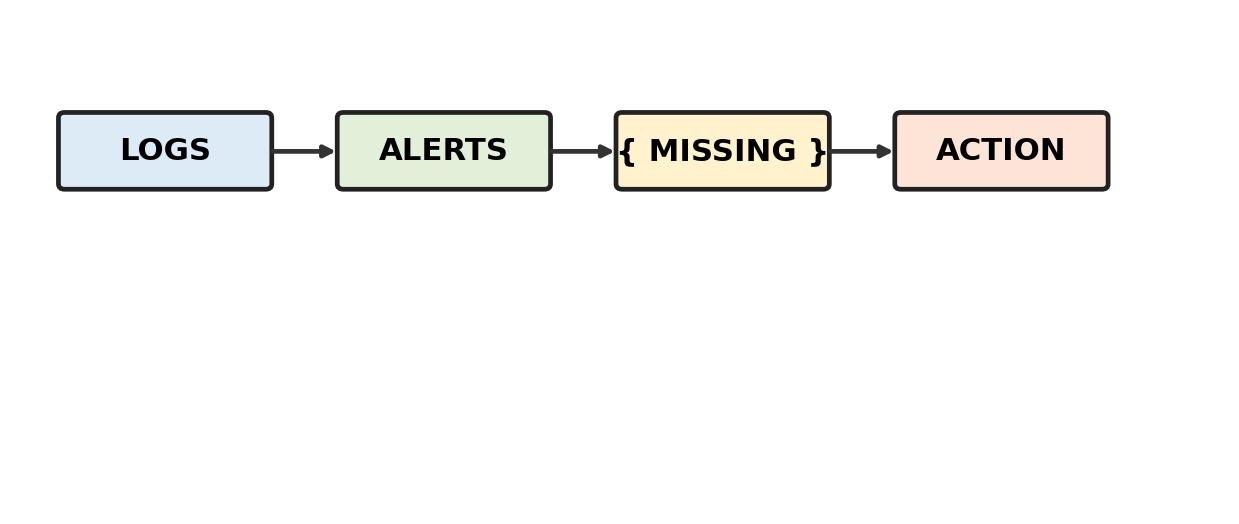 LOGS
ALERTS
{ MISSING }
ACTION